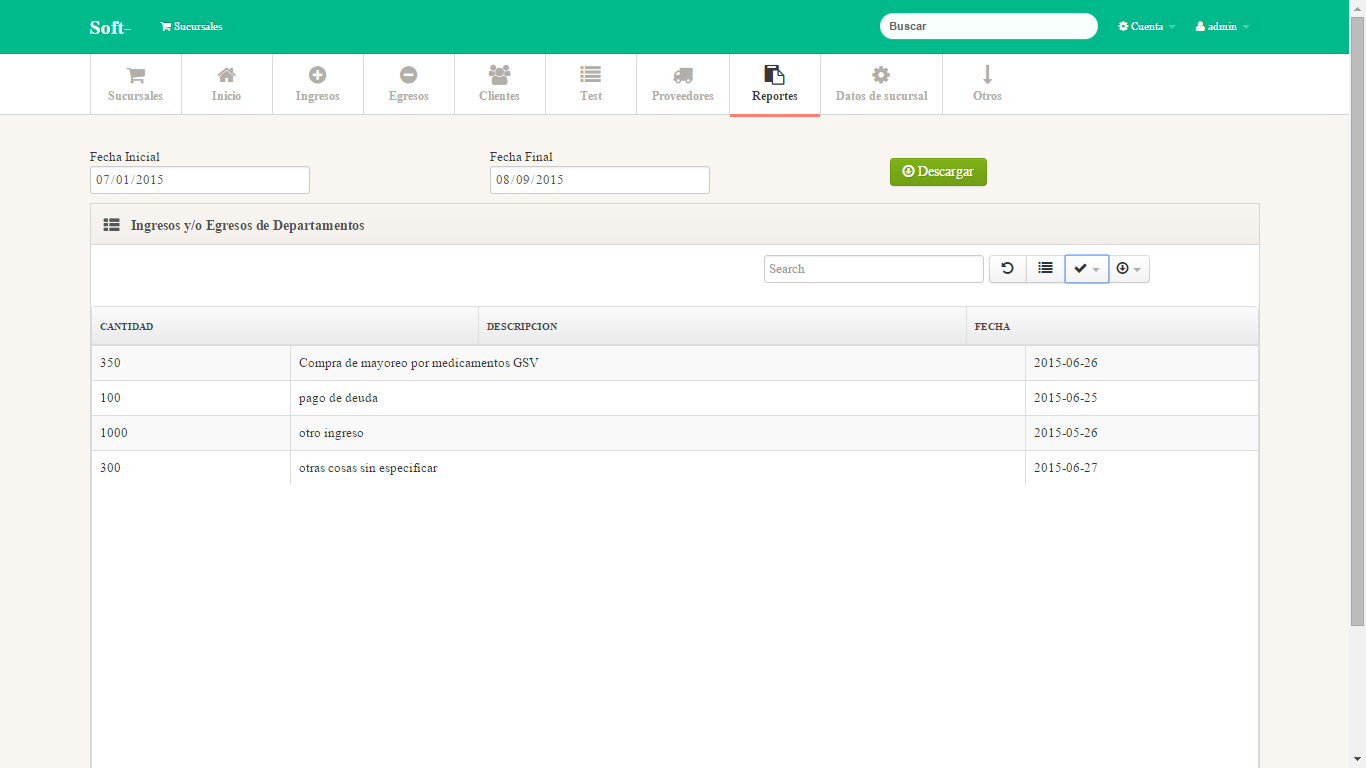 Soft-
Sucursales
Buscar
Cuenta
admin
Sucursales
Inicio
Ingresos
Egresos
Clientes
Test
Proveedores
Reportes
Datos de sucursal
Otros
Fecha Inicial
Fecha Final
07/01/2015
08/09/2015
Descargar
Ingresos y/o Egresos de Departamentos
Search
CANTIDAD DESCRIPCION FECHA
350 Compra de mayoreo por medicamentos GSV 2015-06-26
100 pago de deuda 2015-06-25
1000 otro ingreso 2015-05-26
300 otras cosas sin especificar 2015-06-27